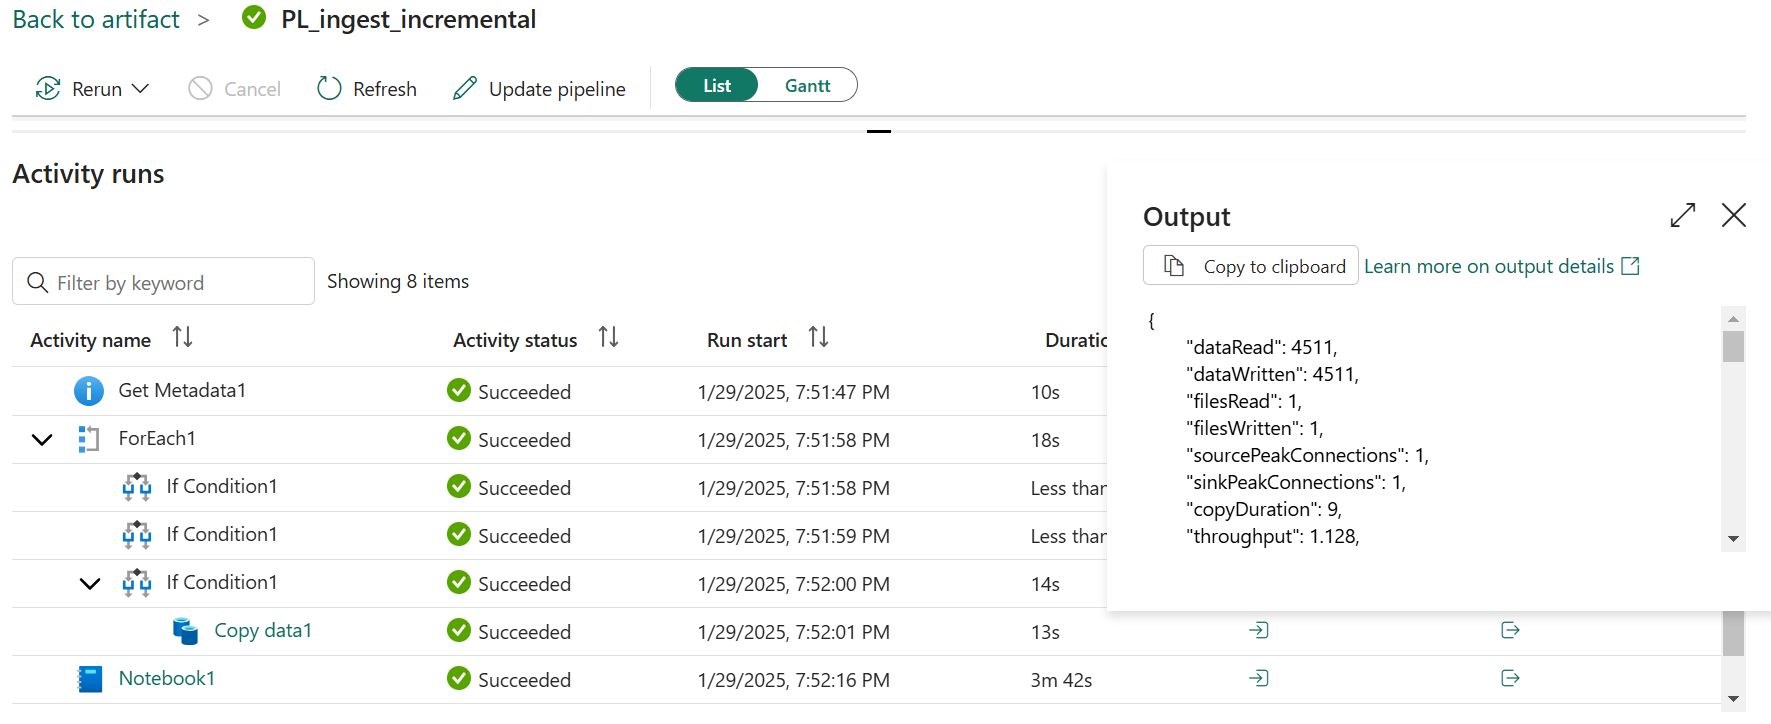 Back to artifact > PL_ingest_incremental
Rerun Cancel Refresh Update pipeline List Gantt
Activity runs
Filter by keyword Showing 8 items
Activity name Activity status Run start Duratic
Get Metadata1 Succeeded 1/29/2025, 7:51:47 PM 10s
ForEach1 Succeeded 1/29/2025, 7:51:58 PM 18s
If Condition1 Succeeded 1/29/2025, 7:51:58 PM Less than
If Condition1 Succeeded 1/29/2025, 7:51:59 PM Less than
If Condition1 Succeeded 1/29/2025, 7:52:00 PM 14s
Copy data1 Succeeded 1/29/2025, 7:52:01 PM 13s
Notebook1 Succeeded 1/29/2025, 7:52:16 PM 3m 42s
Output
Copy to clipboard Learn more on output details
{
"dataRead": 4511,
"dataWritten": 4511,
"filesRead": 1,
"filesWritten": 1,
"sourcePeakConnections": 1,
"sinkPeakConnections": 1,
"copyDuration": 9,
"throughput": 1.128,